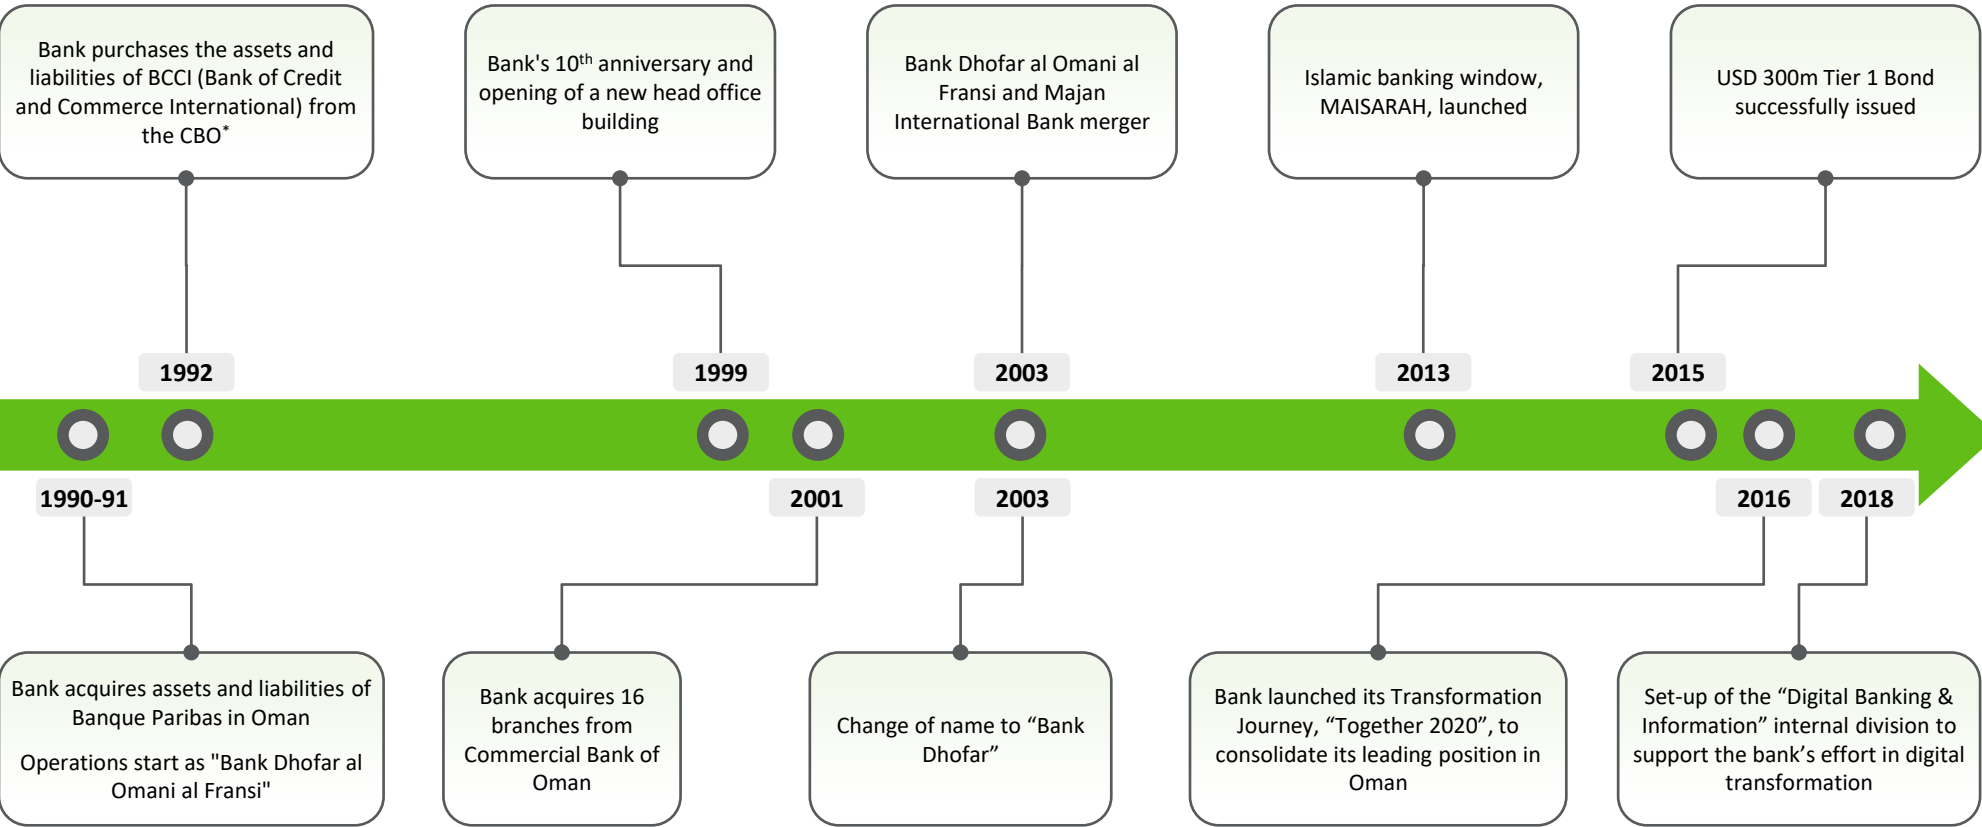 Bank purchases the assets and
liabilities of BCCI (Bank of Credit
and Commerce International) from
the CBO*
Bank's 10th anniversary and
opening of a new head office
building
Bank Dhofar al Omani al
Fransi and Majan
International Bank merger
Islamic banking window,
MAISARAH, launched
USD 300m Tier 1 Bond
successfully issued
1992
1999
2003
2013
2015
1990-91
2001
2003
2016
2018
Bank acquires assets and liabilities of
Banque Paribas in Oman
Operations start as "Bank Dhofar al
Omani al Fransi"
Bank acquires 16
branches from
Commercial Bank of
Oman
Change of name to “Bank
Dhofar”
Bank launched its Transformation
Journey, “Together 2020”, to
consolidate its leading position in
Oman
Set-up of the “Digital Banking &
Information” internal division to
support the bank’s effort in digital
transformation